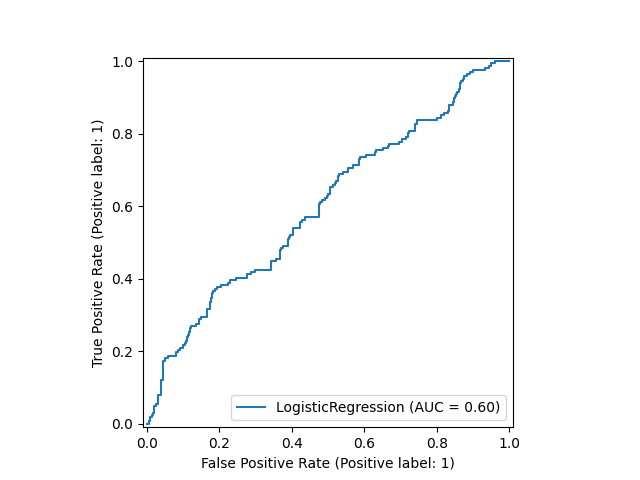 1.0
0.8
0.6
0.4
0.2
0.0
True Positive Rate (Positive label: 1)
LogisticRegression (AUC = 0.60)
0.0 0.2 0.4 0.6 0.8 1.0
False Positive Rate (Positive label: 1)